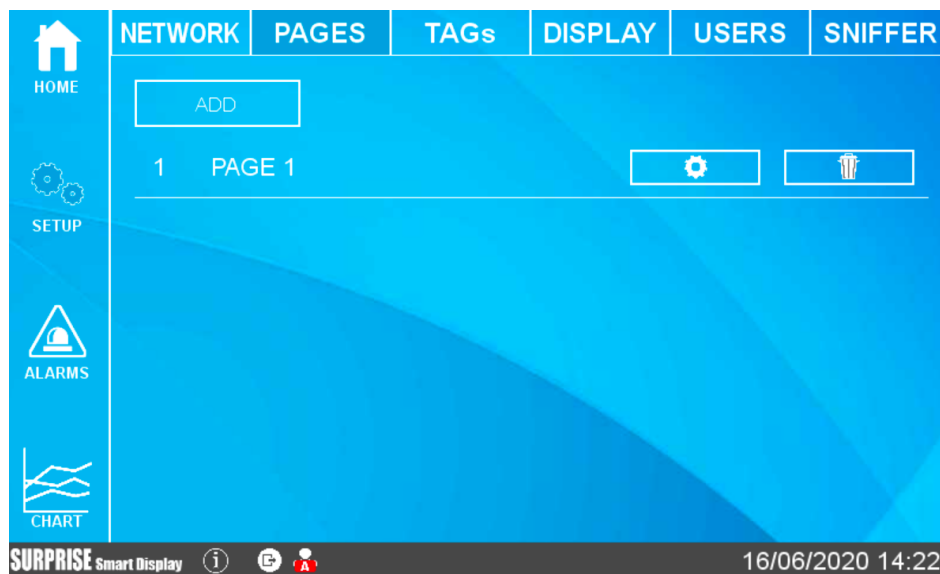 NETWORK PAGES TAGs DISPLAY USERS SNIFFER
HOME
ADD
1 PAGE 1
SETUP
ALARMS
CHART
SURPRISE Smart Display i A 16/06/2020 14:22